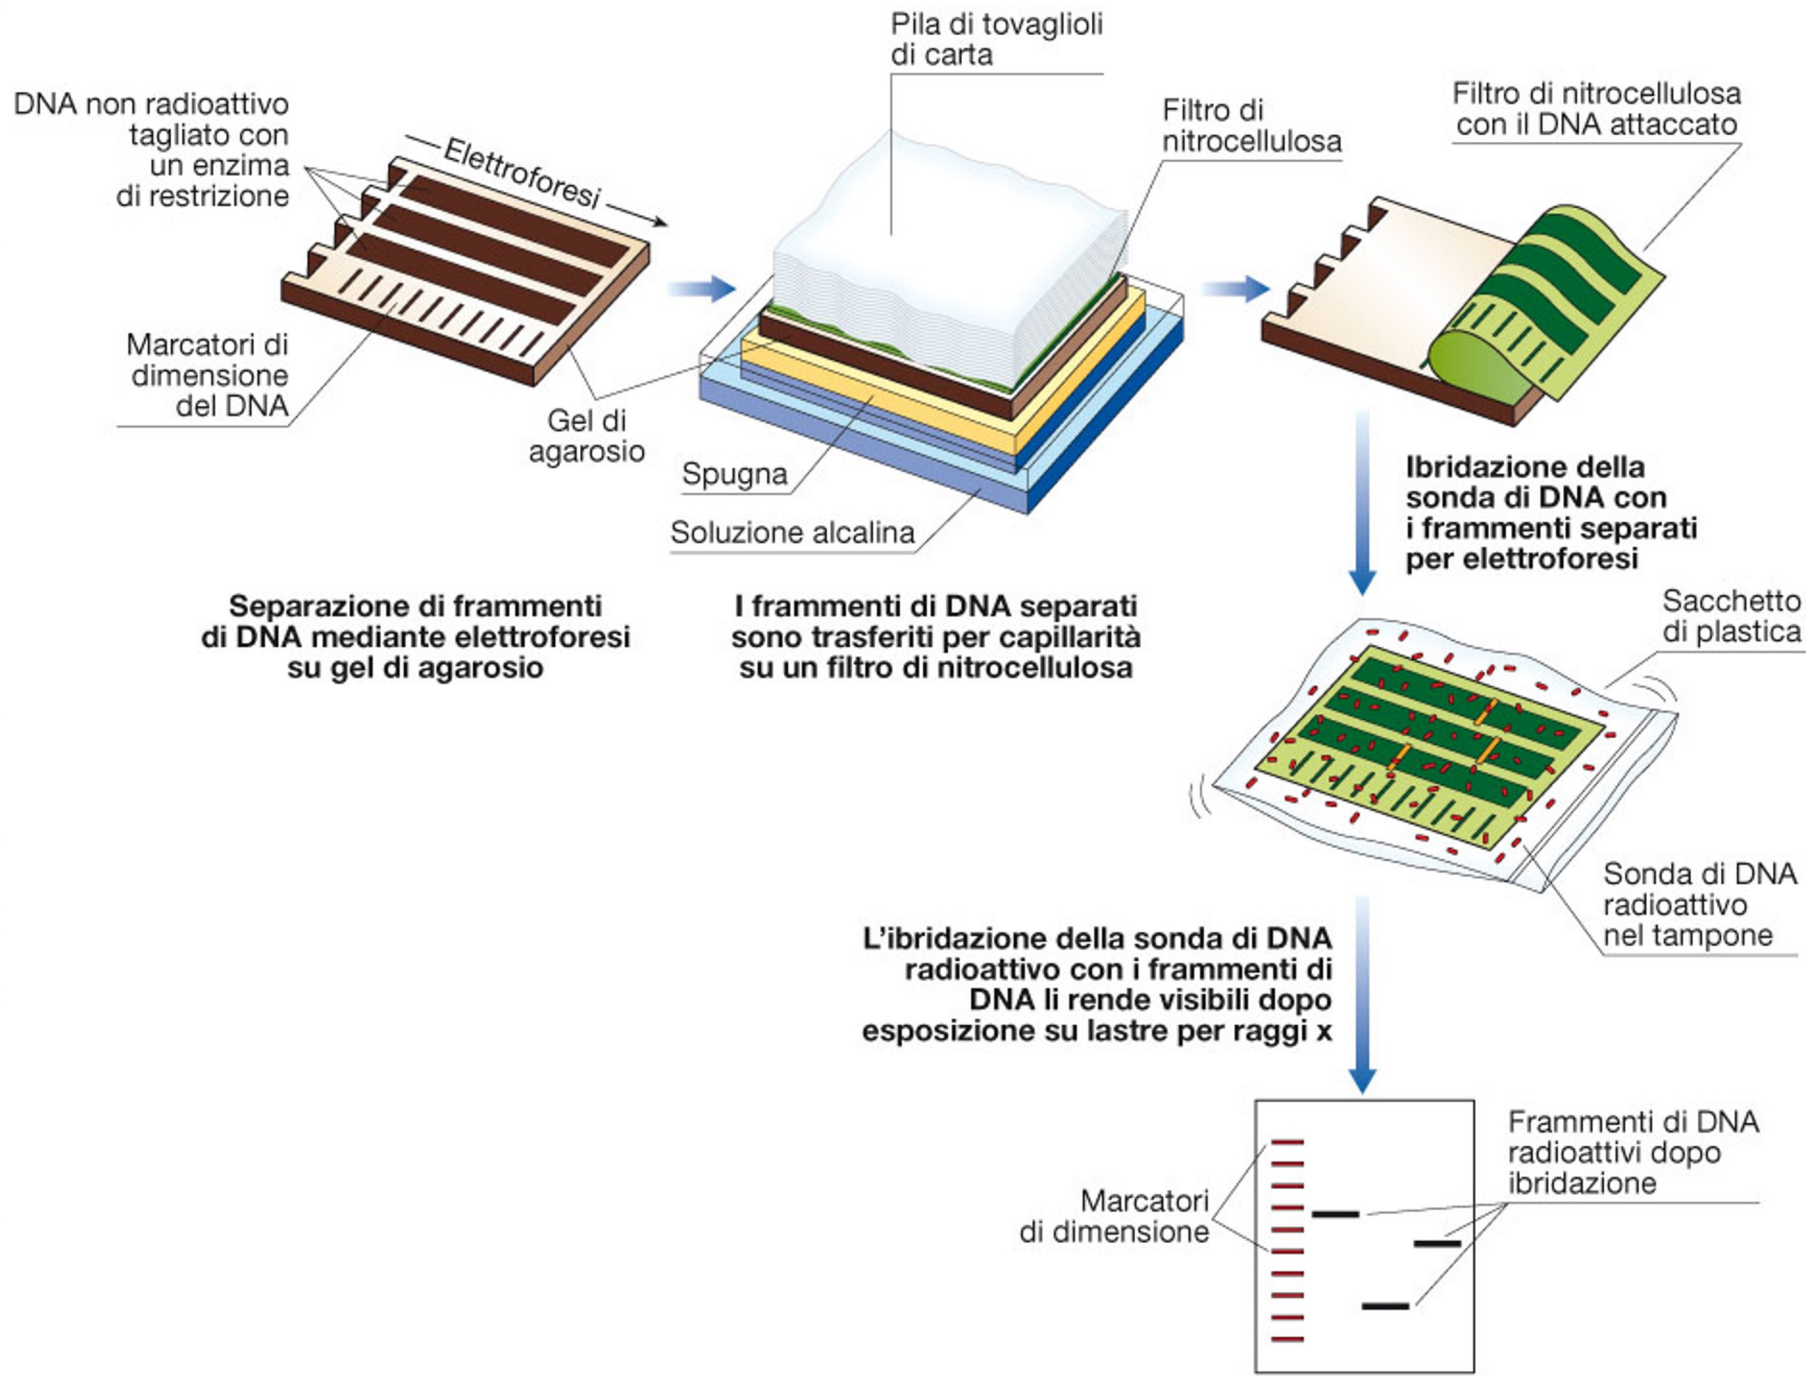 Pila di tovaglioli
di carta
DNA non radioattivo
tagliato con
un enzima
di restrizione
Elettroforesi
Filtro di
nitrocellulosa
Filtro di nitrocellulosa
con il DNA attaccato
Marcatori di
dimensione
del DNA
Gel di
agarosio
Spugna
Soluzione alcalina
Separazione di frammenti
di DNA mediante elettroforesi
su gel di agarosio
I frammenti di DNA separati
sono trasferiti per capillarità
su un filtro di nitrocellulosa
Ibridazione della
sonda di DNA con
i frammenti separati
per elettroforesi
Sacchetto
di plastica
Sonda di DNA
radioattivo
nel tampone
L'ibridazione della sonda di DNA
radioattivo con i frammenti di
DNA li rende visibili dopo
esposizione su lastre per raggi x
Marcatori
di dimensione
Frammenti di DNA
radioattivi dopo
ibridazione